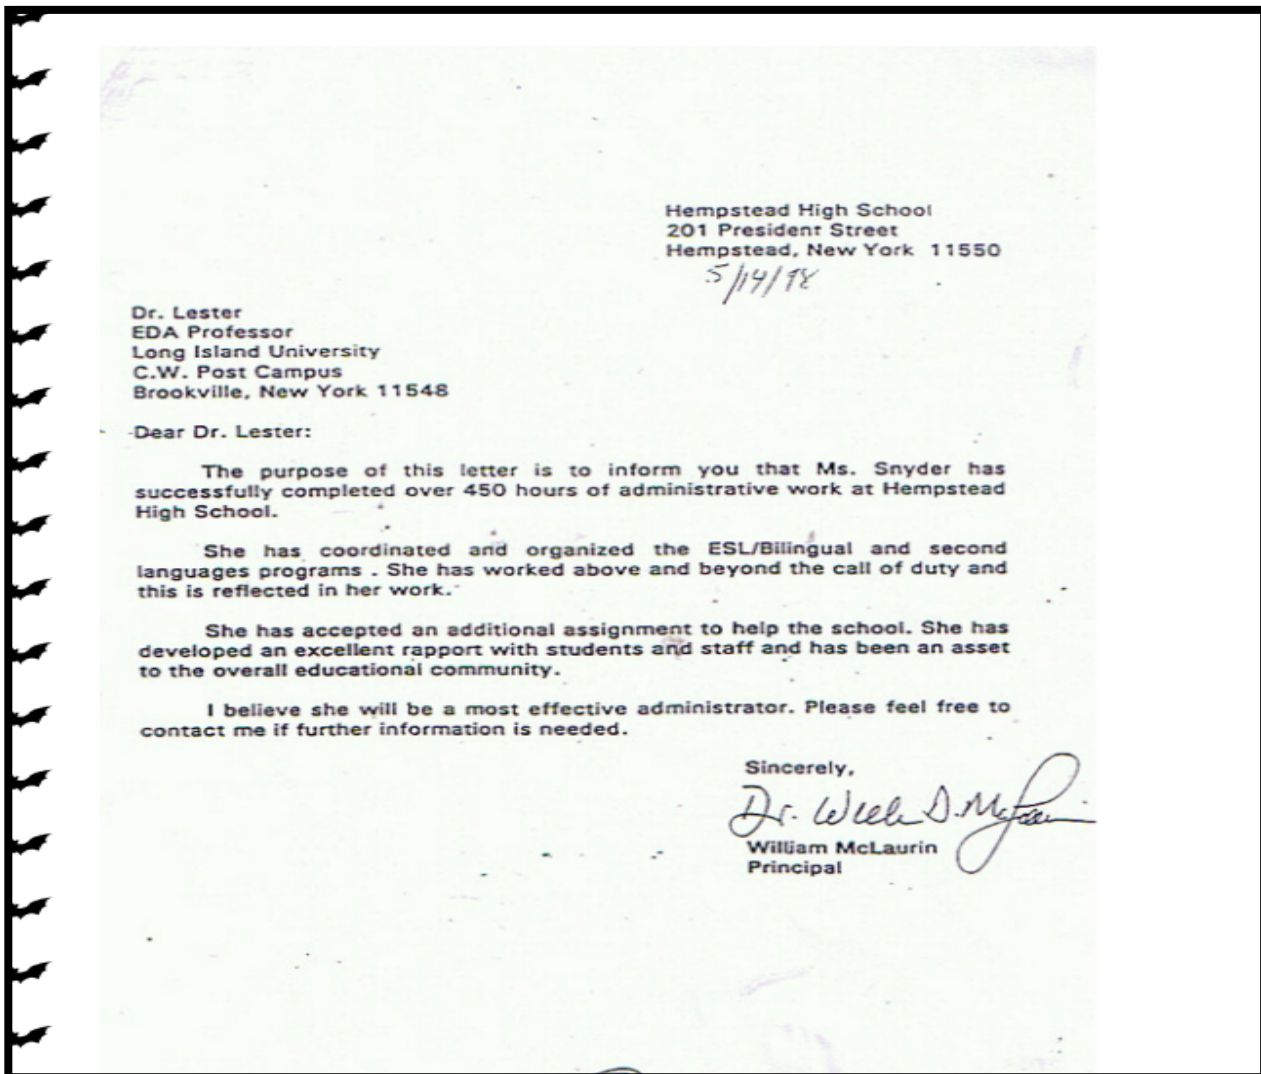 Hempstead High School
201 President Street
Hempstead, New York 11550
5/14/98
Dr. Lester
EDA Professor
Long Island University
C.W. Post Campus
Brookville, New York 11548
Dear Dr. Lester:
The purpose of this letter is to inform you that Ms. Snyder has
successfully completed over 450 hours of administrative work at Hempstead
High School.
She has coordinated and organized the ESL/Bilingual and second
languages programs . She has worked above and beyond the call of duty and
this is reflected in her work.
She has accepted an additional assignment to help the school. She has
developed an excellent rapport with students and staff and has been an asset
to the overall educational community.
I believe she will be a most effective administrator. Please feel free to
contact me if further information is needed.
Sincerely,
Dr. D. McLaurin
William McLaurin
Principal